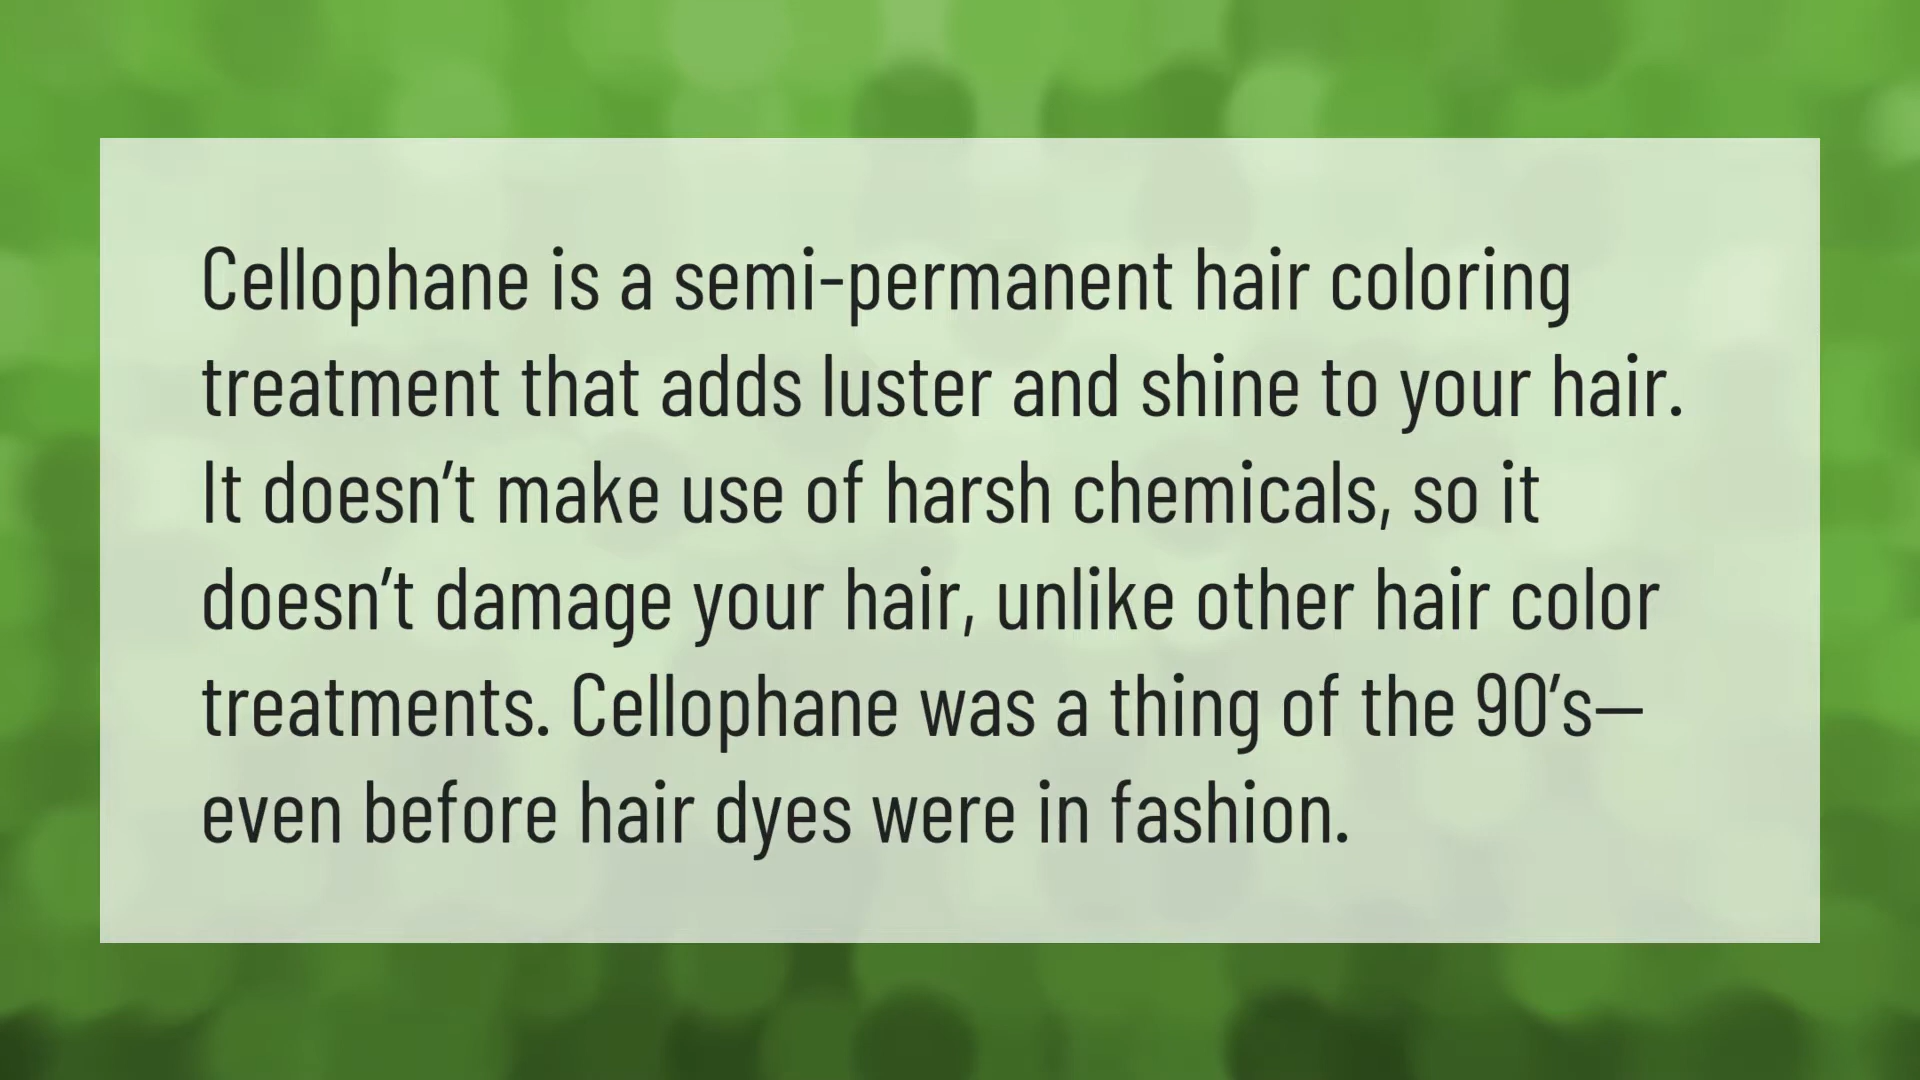 Cellophane is a semi-permanent hair coloring
treatment that adds luster and shine to your hair.
It doesn’t make use of harsh chemicals, so it
doesn’t damage your hair, unlike other hair color
treatments. Cellophane was a thing of the 90’s—
even before hair dyes were in fashion.